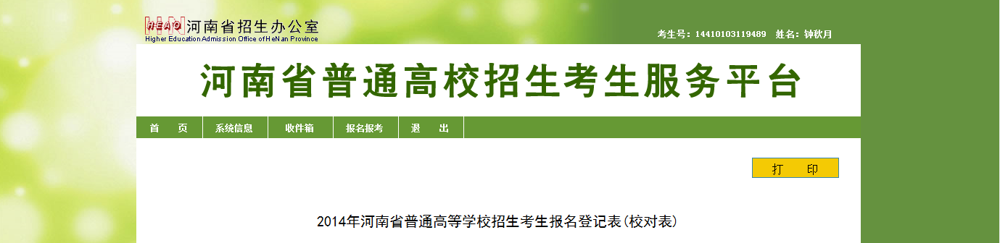 HEAO 河南省招生办公室
Higher Education Admission Office of HeNan Province
考生号：14410103119489 姓名：钟秋月
河南省普通高校招生考生服务平台
首 页 系统信息 收件箱 报名报考 退 出
打 印
2014年河南省普通高等学校招生考生报名登记表(校对表)